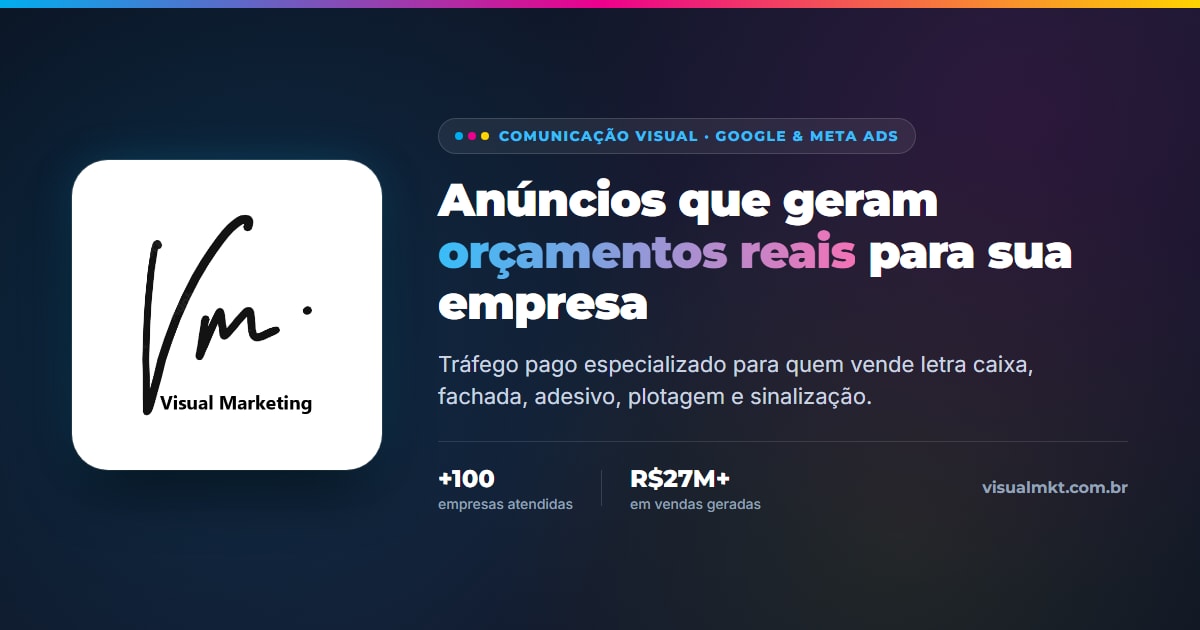 Vm.
Visual Marketing
COMUNICAÇÃO VISUAL · GOOGLE & META ADS
Anúncios que geram
orçamentos reais para sua
empresa
Tráfego pago especializado para quem vende letra caixa,
fachada, adesivo, plotagem e sinalização.
+100
empresas atendidas
R$27M+
em vendas geradas
visualmkt.com.br